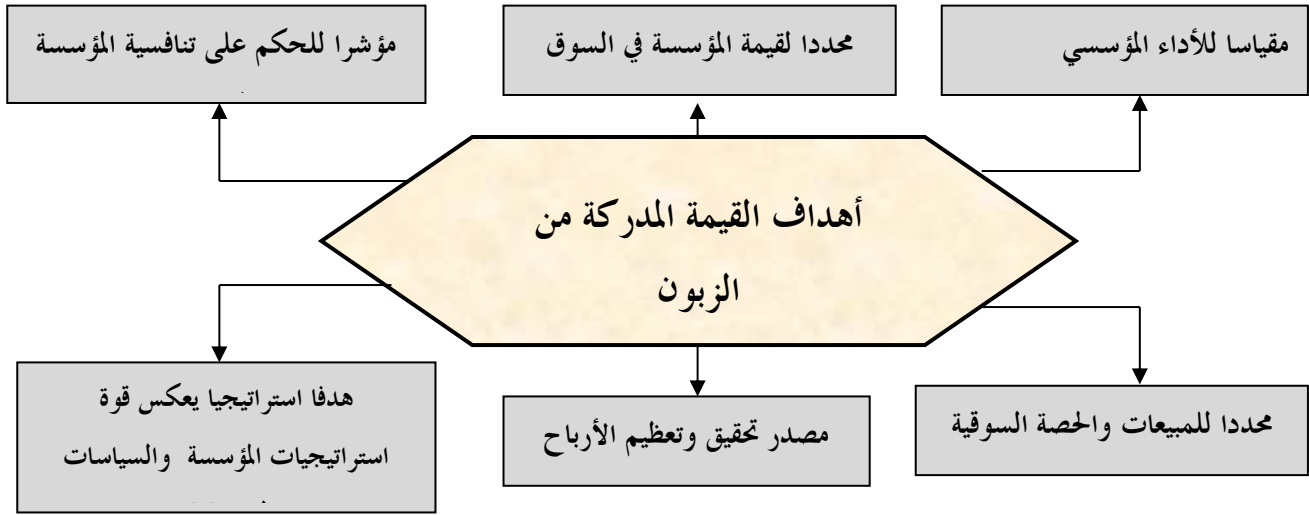 مقياسا للأداء المؤسسي
محددا لقيمة المؤسسة في السوق
مؤشرا للحكم على تنافسية المؤسسة
أهداف القيمة المدركة من
الزبون
محددا للمبيعات والحصة السوقية
مصدر تحقيق وتعظيم الأرباح
هدفا استراتيجيا يعكس قوة
استراتيجيات المؤسسة والسياسات